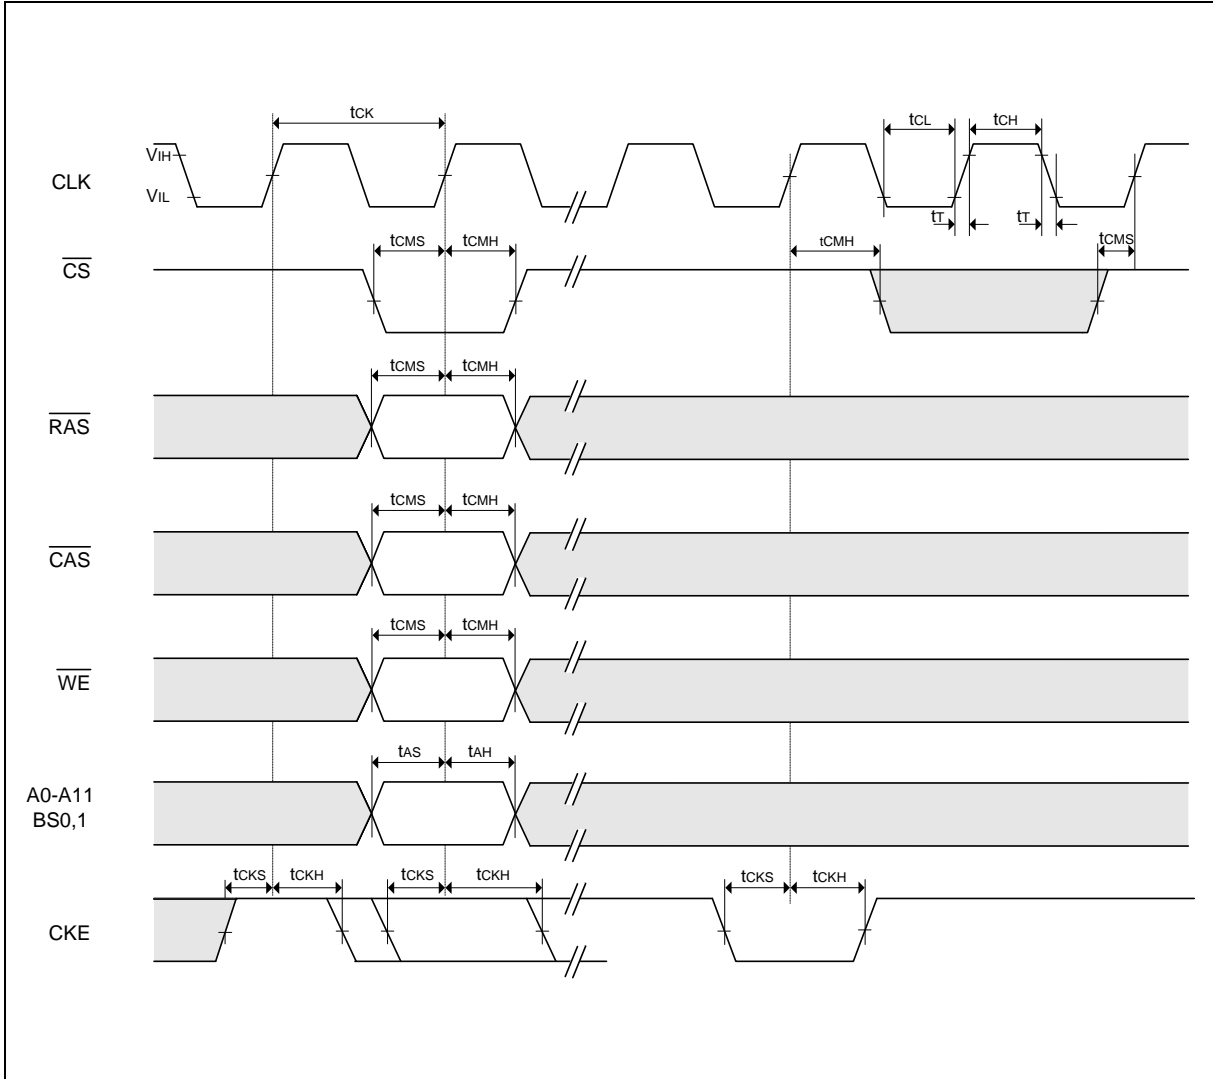 tCK
tCL
tCH
VIH
CLK
VIL
tT
tT
tCMS
tCMH
tCMH
tCMS
CS
tCMS
tCMH
RAS
tCMS
tCMH
CAS
tCMS
tCMH
WE
tAS
tAH
A0-A11
BS0,1
tCKS
tCKH
tCKS
tCKH
tCKS
tCKH
CKE